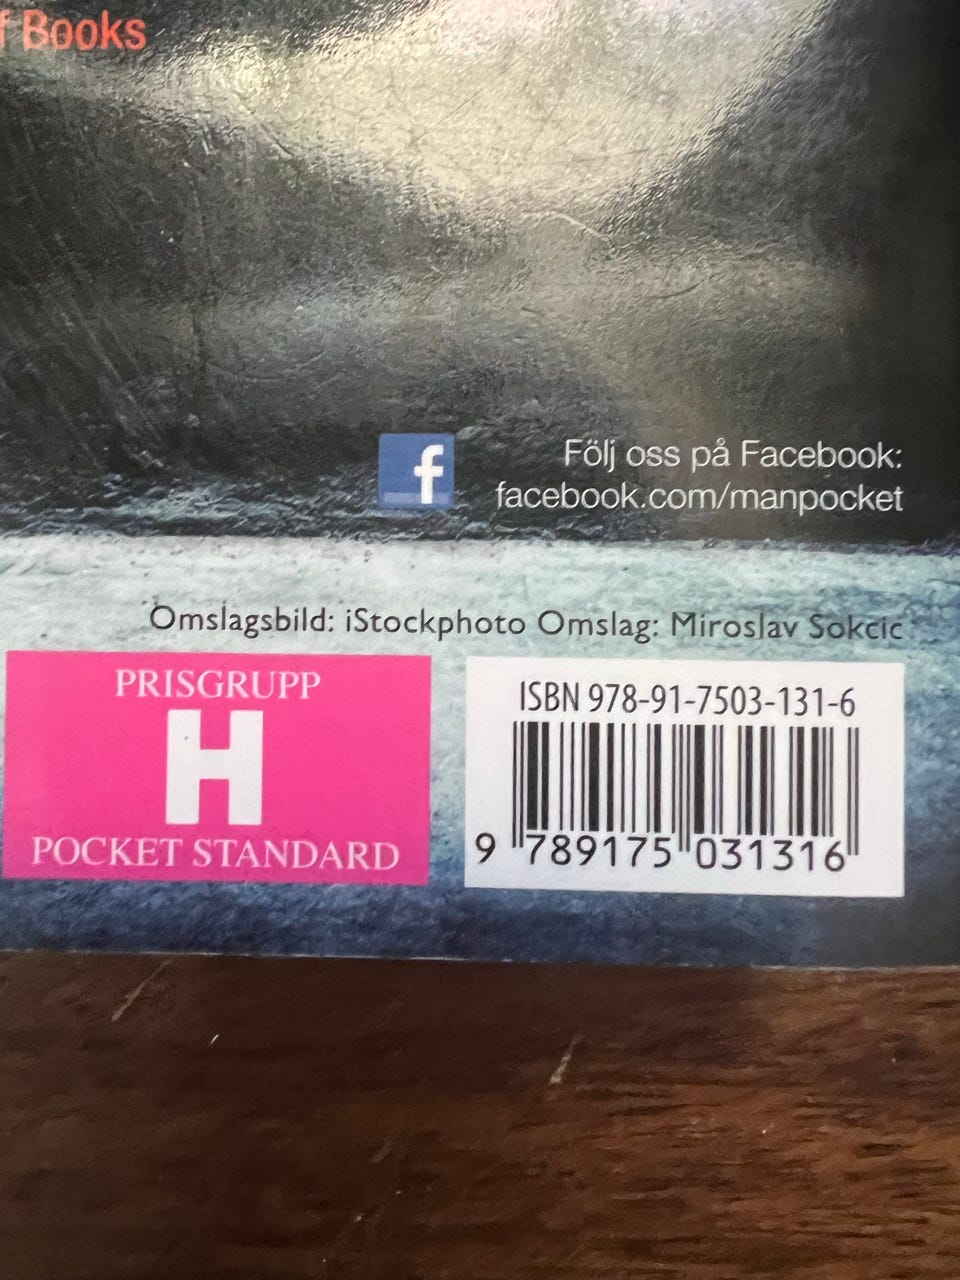 f Books
f
Följ oss på Facebook:
facebook.com/manpocket
Omslagsbild: iStockphoto Omslag: Miroslav Sokcic
PRISGRUPP
H
POCKET STANDARD
ISBN 978-91-7503-131-6
9 789175 031316